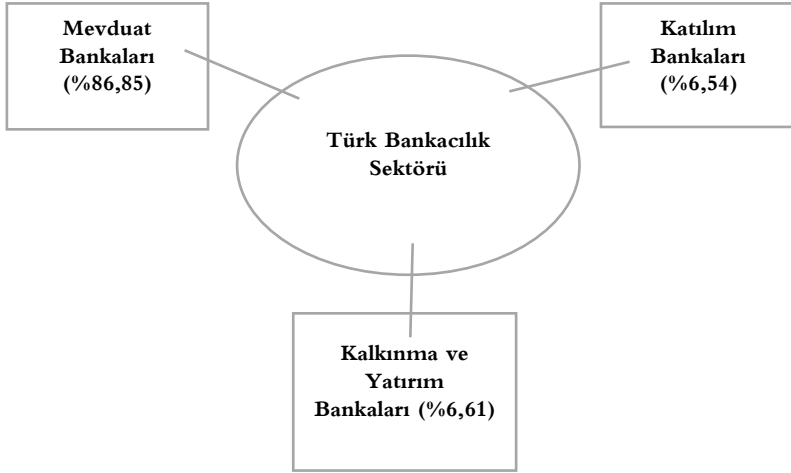 Mevduat
Bankaları
(%86,85)
Katılım
Bankaları
(%6,54)
Türk Bankacılık
Sektörü
Kalkınma ve
Yatırım
Bankaları (%6,61)